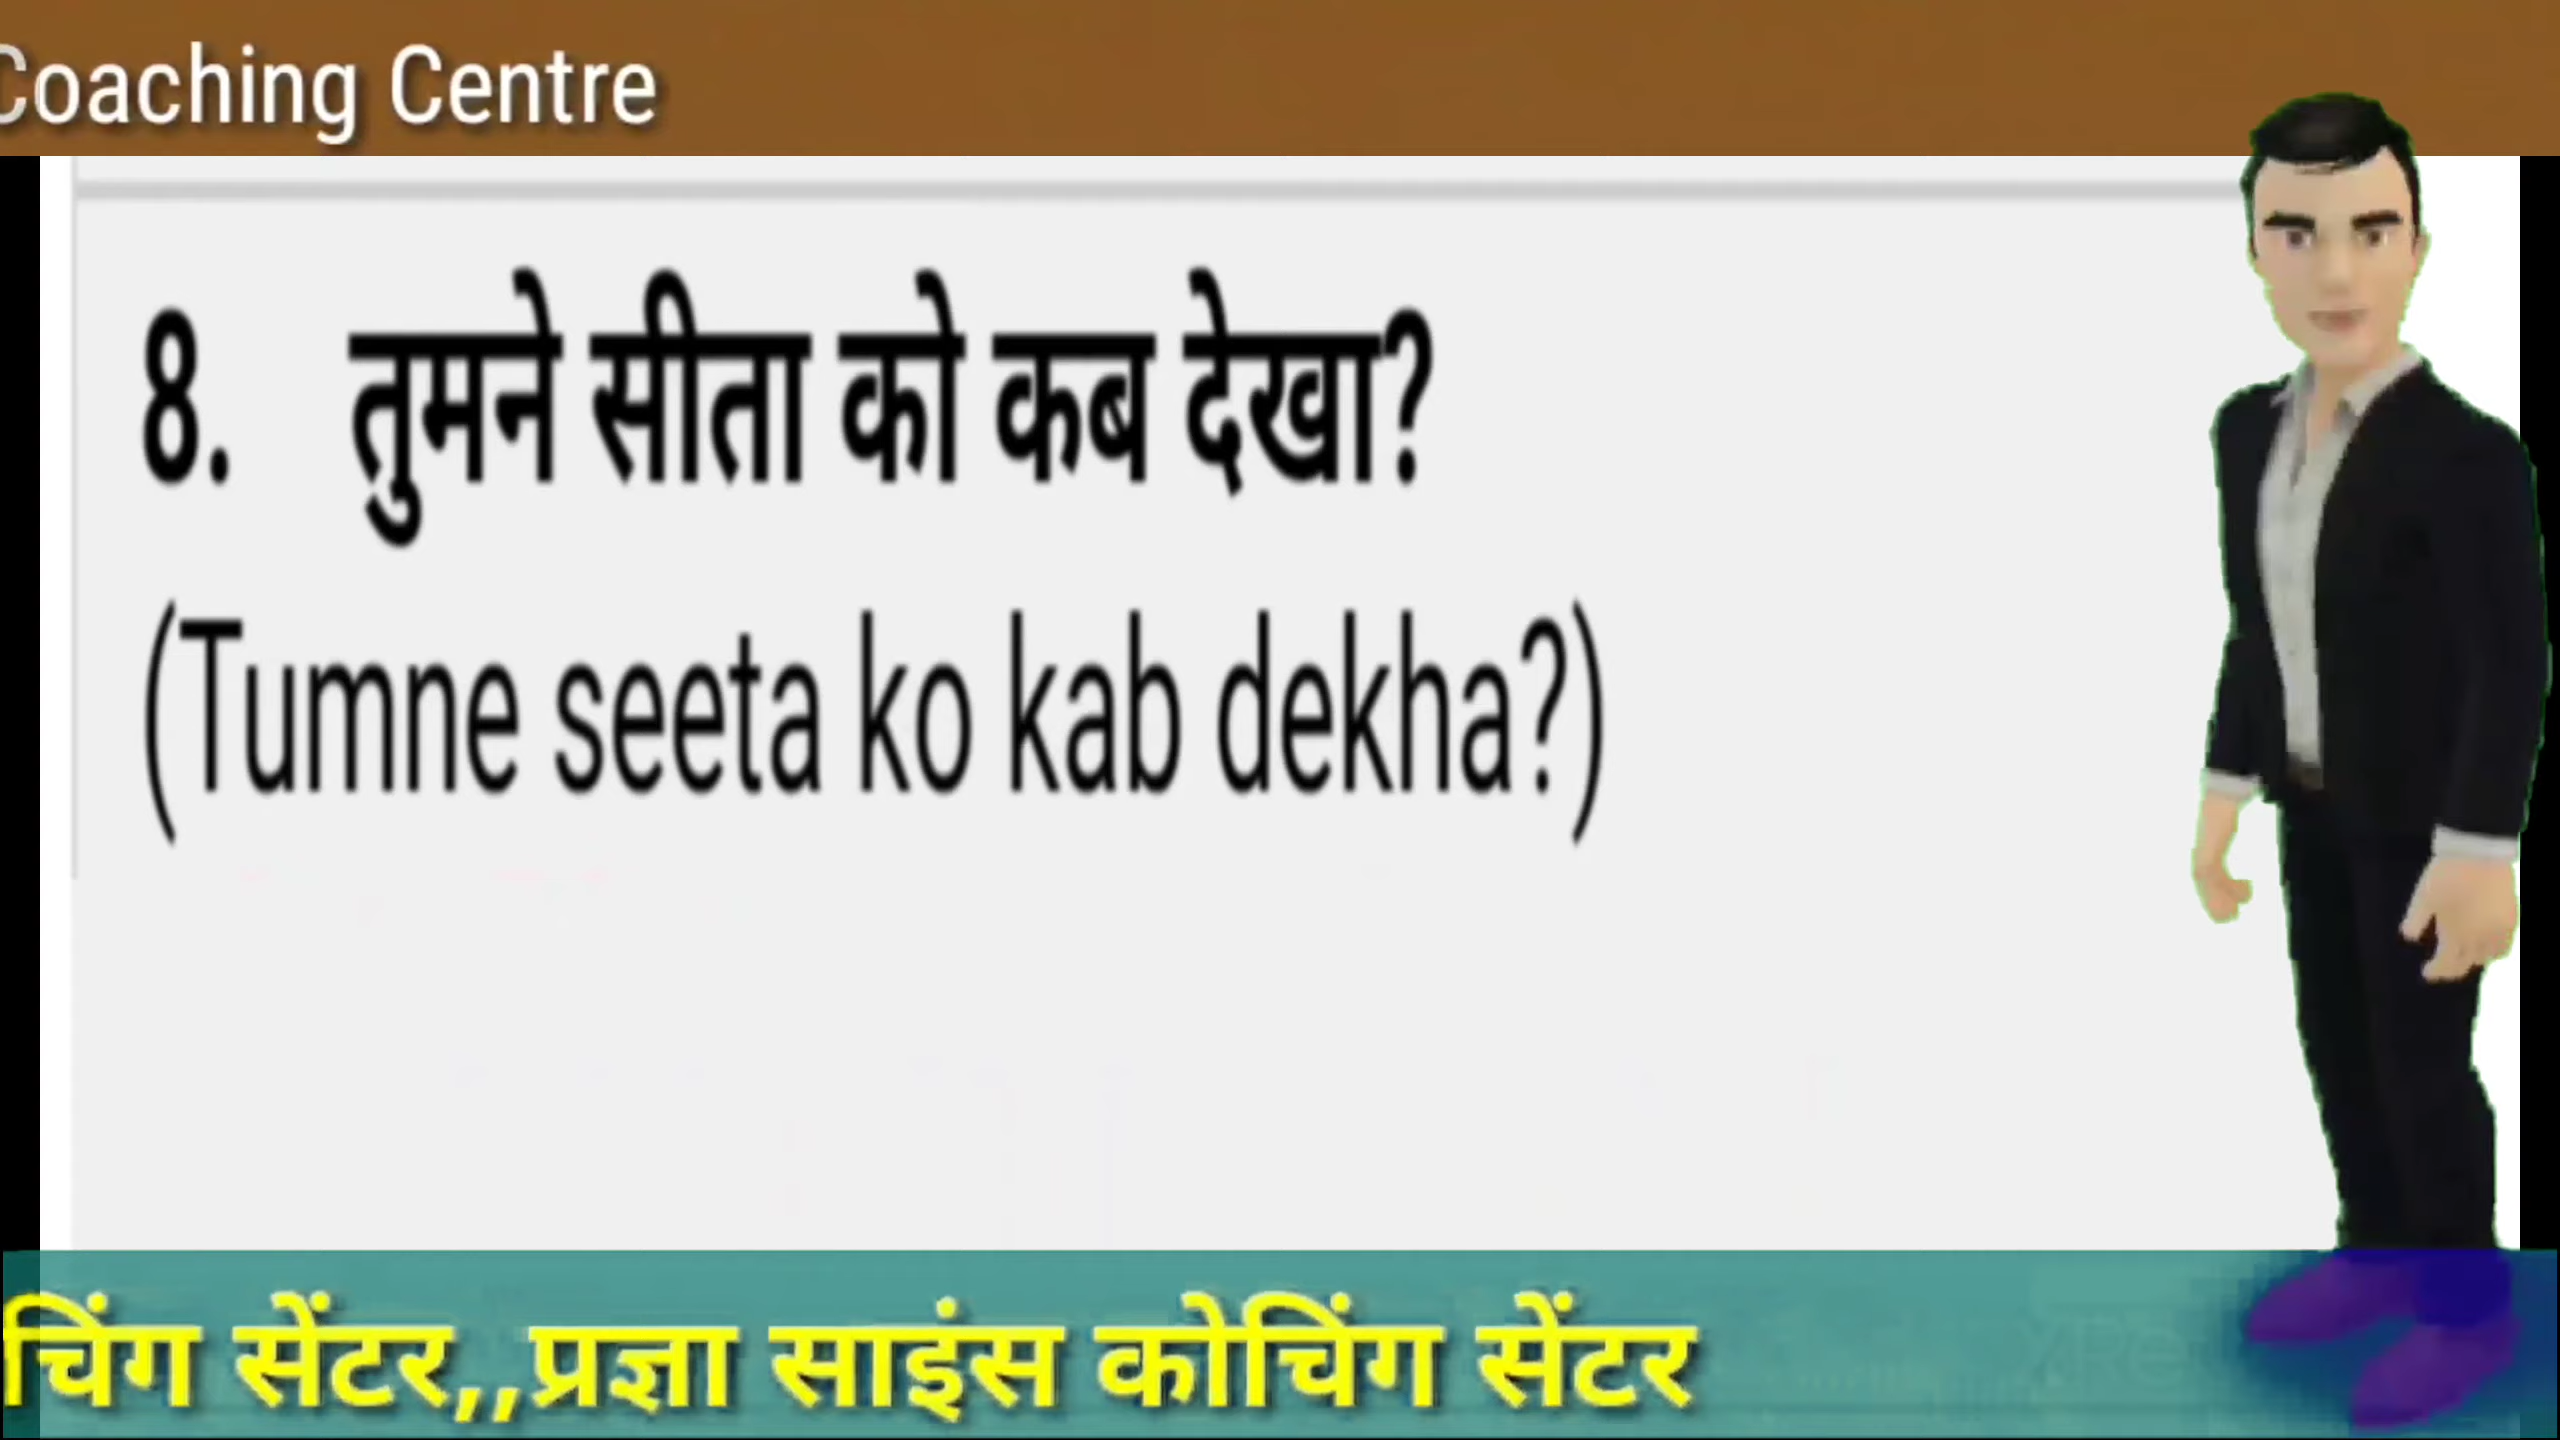 Coaching Centre
8. तुमने सीता को कब देखा?
(Tumne seeta ko kab dekha?)
चिंग सेंटर,,प्रज्ञा साइंस कोचिंग सेंटर